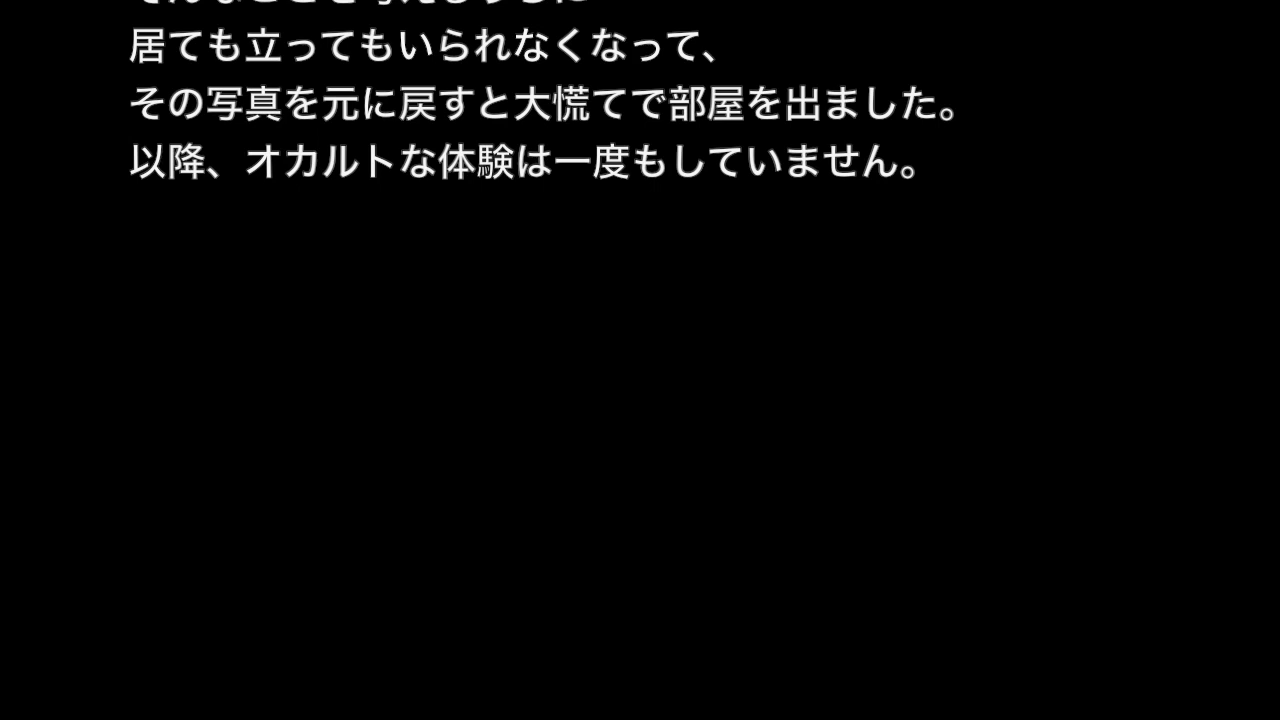 居ても立ってもいられなくなって、
その写真を元に戻すと大慌てで部屋を出ました。
以降、オカルトな体験は一度もしていません。